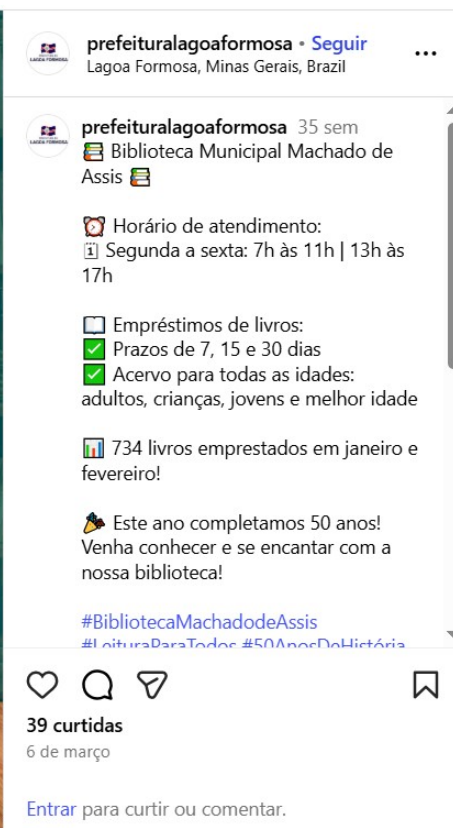 prefeituralagoaformosa • Seguir
Lagoa Formosa, Minas Gerais, Brazil
prefeituralagoaformosa 35 sem
📚 Biblioteca Municipal Machado de
Assis 📚
⏰ Horário de atendimento:
🗓 Segunda a sexta: 7h às 11h | 13h às
17h
📖 Empréstimos de livros:
✅ Prazos de 7, 15 e 30 dias
✅ Acervo para todas as idades:
adultos, crianças, jovens e melhor idade
📊 734 livros emprestados em janeiro e
fevereiro!
🎉 Este ano completamos 50 anos!
Venha conhecer e se encantar com a
nossa biblioteca!
#BibliotecaMachadodeAssis
#LeituraParaTodos #50AnosDeHistória
39 curtidas
6 de março
Entrar para curtir ou comentar.